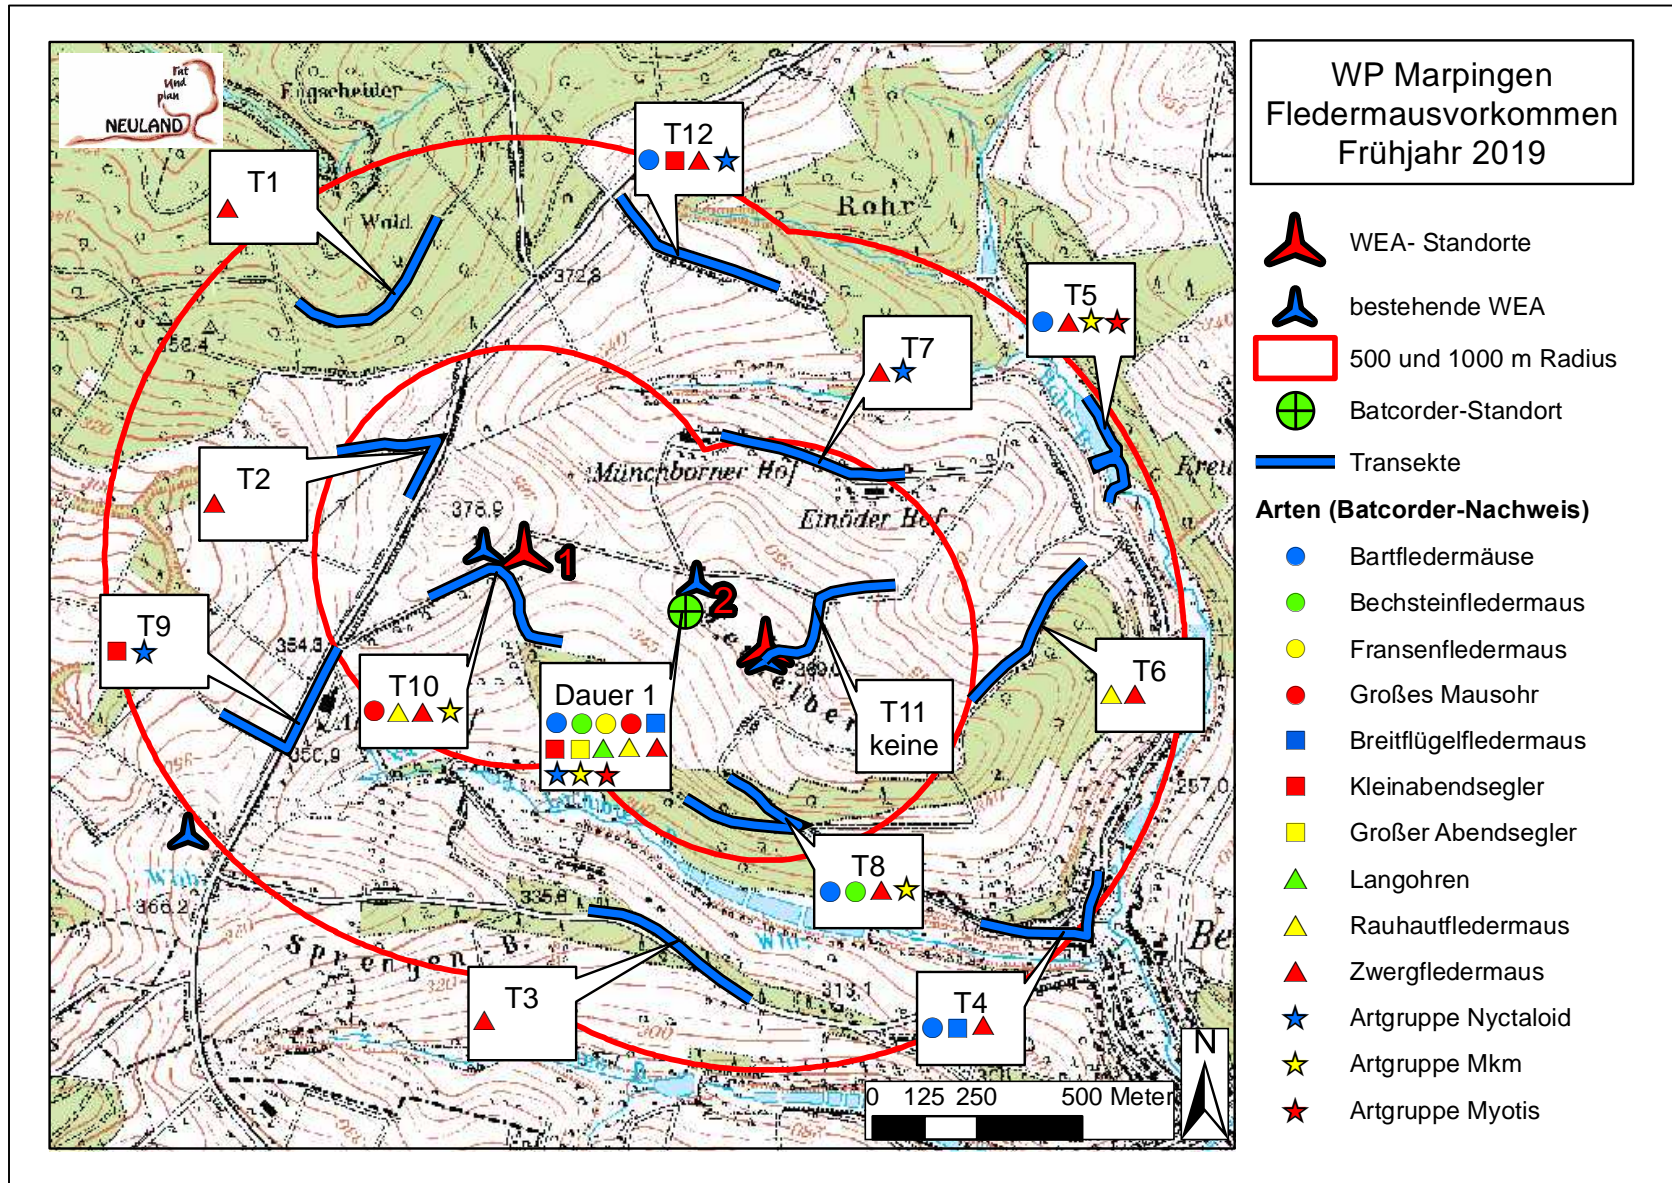 WP Marpingen
Fledermausvorkommen
Frühjahr 2019
WEA- Standorte
bestehende WEA
500 und 1000 m Radius
Batcorder-Standort
Transekte
Arten (Batcorder-Nachweis)
Bartfledermäuse
Bechsteinfledermaus
Fransenfledermaus
Großes Mausohr
Breitflügelfledermaus
Kleinabendsegler
Großer Abendsegler
Langohren
Rauhautfledermaus
Zwergfledermaus
Artgruppe Nyctaloid
Artgruppe Mkm
Artgruppe Myotis
rat
und
plan
NEULAND
T12
T1
Wald
Rohr
372,8
T5
T7
T2
Münchborner Hof
Einöder Hof
378,9
1
2
T9
354,3
T10
Dauer 1
T11
keine
T6
350,9
257,0
T8
366,2
335,8
Sprengen B.
313,1
T3
T4
Be
N
0 125 250 500 Meter